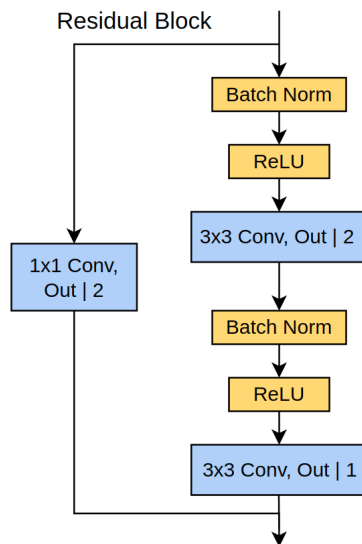 Residual Block
Batch Norm
ReLU
3x3 Conv, Out | 2
1x1 Conv,
Out | 2
Batch Norm
ReLU
3x3 Conv, Out | 1